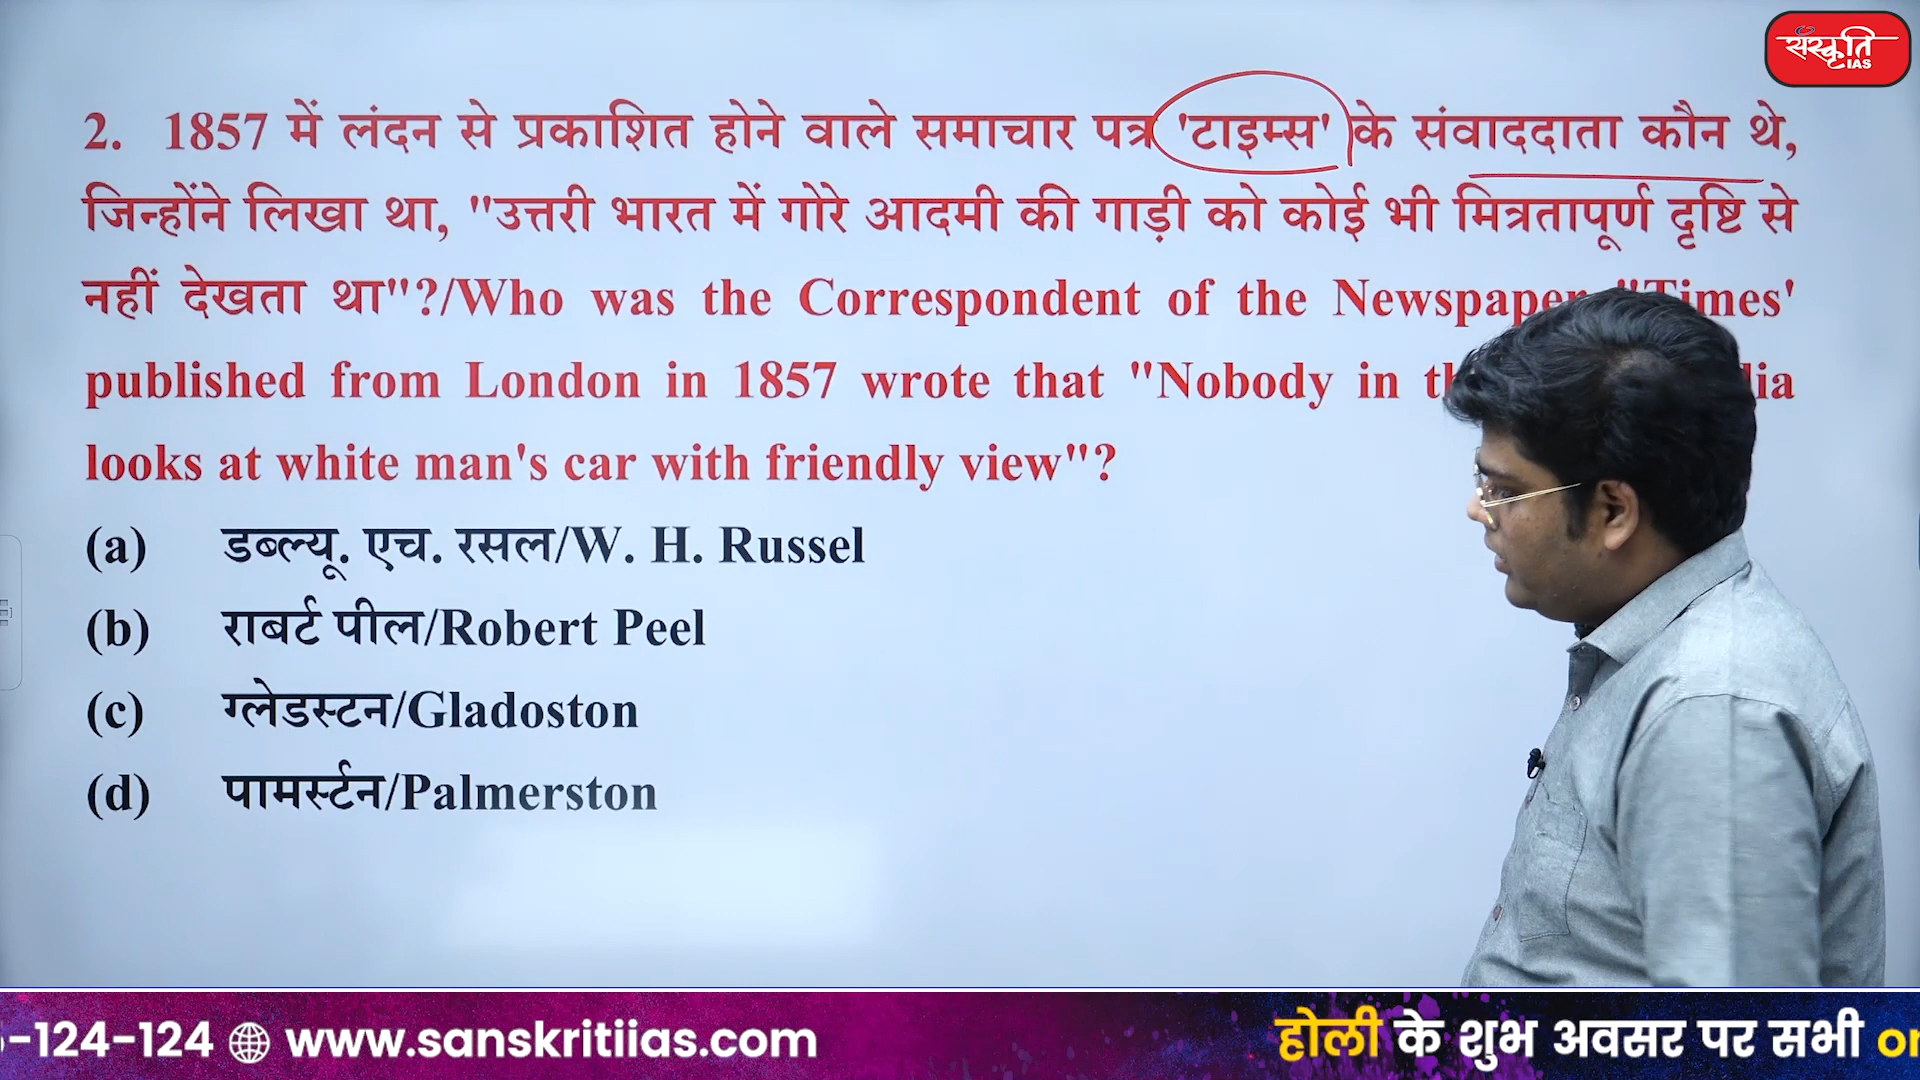 संस्कृति
IAS
2. 1857 में लंदन से प्रकाशित होने वाले समाचार पत्र 'टाइम्स' के संवाददाता कौन थे,
जिन्होंने लिखा था, "उत्तरी भारत में गोरे आदमी की गाड़ी को कोई भी मित्रतापूर्ण दृष्टि से
नहीं देखता था"?/Who was the Correspondent of the Newspaper "Times'
published from London in 1857 wrote that "Nobody in
looks at white man's car with friendly view"?
(a) डब्ल्यू. एच. रसल/W. H. Russel
(b) राबर्ट पील/Robert Peel
(c) ग्लेडस्टन/Gladoston
(d) पामर्स्टन/Palmerston
-124-124 www.sanskritiias.com होली के शुभ अवसर पर सभी